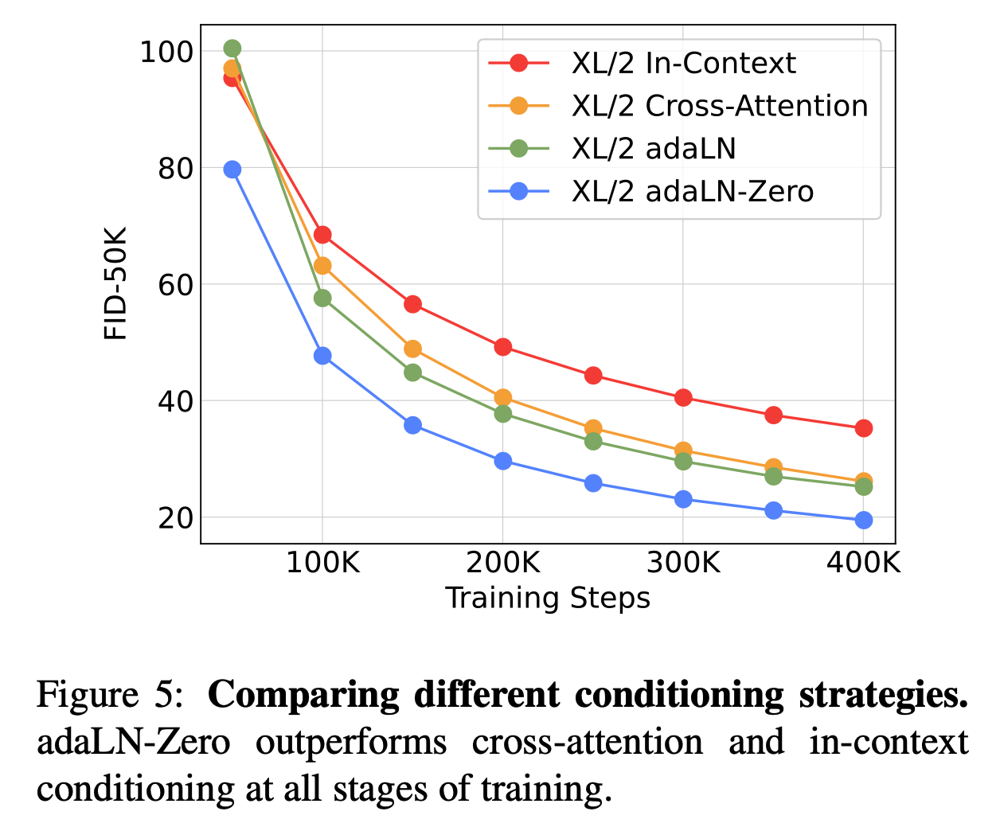 100
80
60
40
20
FID-50K
XL/2 In-Context
XL/2 Cross-Attention
XL/2 adaLN
XL/2 adaLN-Zero
100K 200K 300K 400K
Training Steps
Figure 5: Comparing different conditioning strategies.
adaLN-Zero outperforms cross-attention and in-context
conditioning at all stages of training.